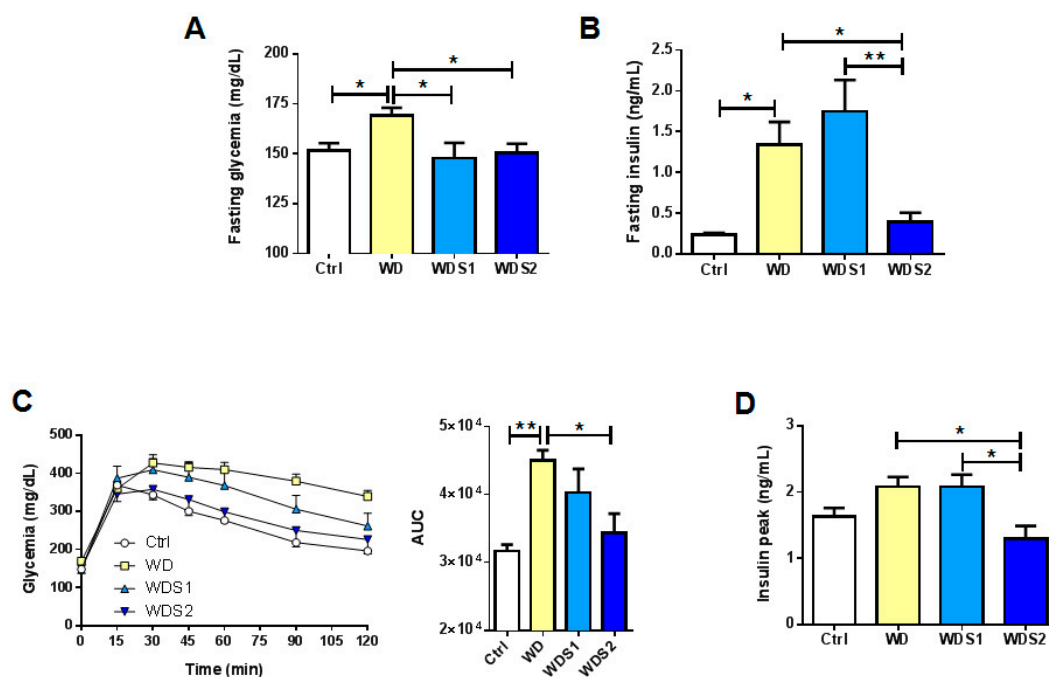 A
Fasting glycemia (mg/dL)
200
175
150
125
100
*
*
*
Ctrl
WD
WDS1
WDS2
B
Fasting insulin (ng/mL)
2.5
2.0
1.5
1.0
0.5
0.0
*
**
*
Ctrl
WD
WDS1
WDS2
C
Glycemia (mg/dL)
500
400
300
200
100
0
Ctrl
WD
WDS1
WDS2
0
15
30
45
60
75
90
105
120
Time (min)
AUC
5×10⁴
4×10⁴
3×10⁴
2×10⁴
**
*
Ctrl
WD
WDS1
WDS2
D
Insulin peak (ng/mL)
3
2
1
0
*
*
Ctrl
WD
WDS1
WDS2